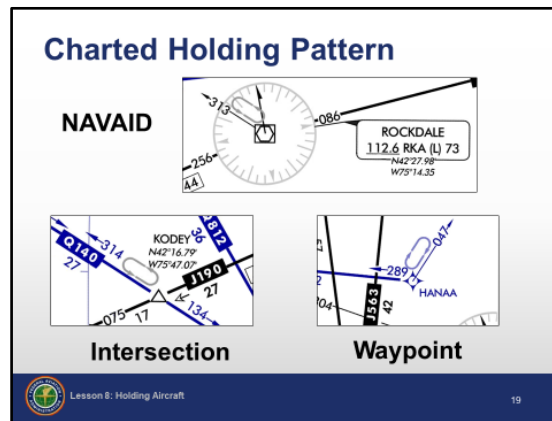 Charted Holding Pattern
NAVAID
313
086
ROCKDALE
112.6 RKA (L) 73
N42°27.98
W75°14.35
256
44
Q140
314
27
KODEY
N42°16.79'
W75°47.07'
36
J190
27
075
17
134
289
047
HANAA
J563
42
Intersection
Waypoint
Lesson 8: Holding Aircraft
19